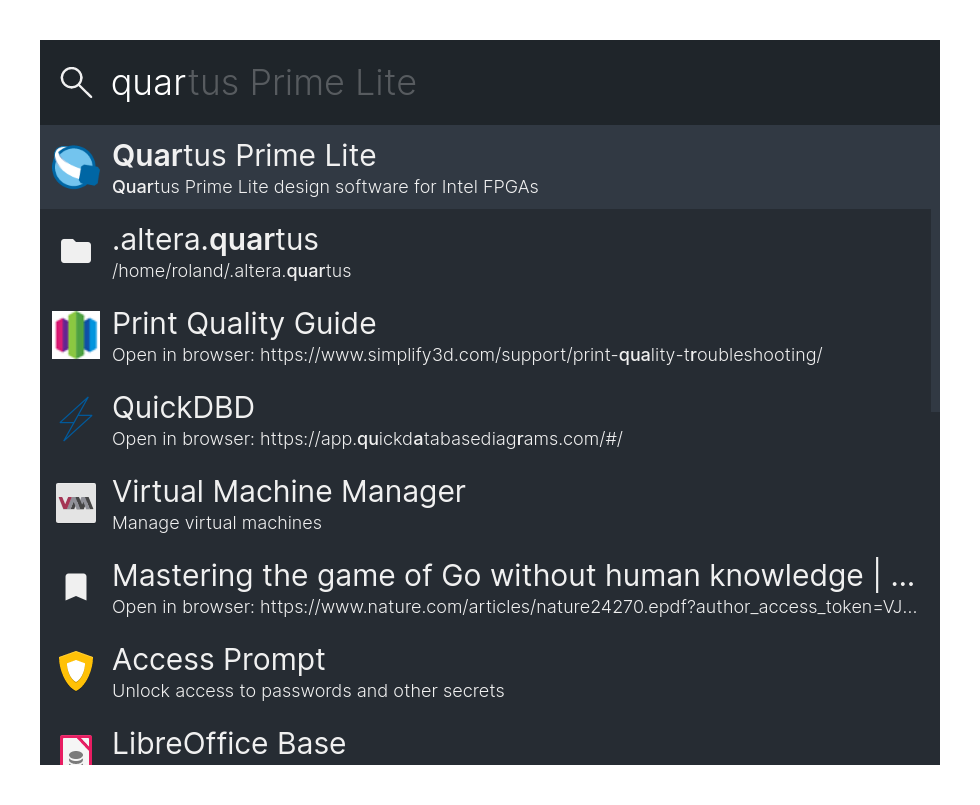 quartus Prime Lite
Quartus Prime Lite
Quartus Prime Lite design software for Intel FPGAs
.altera.quartus
/home/roland/.altera.quartus
Print Quality Guide
Open in browser: https://www.simplify3d.com/support/print-quality-troubleshooting/
QuickDBD
Open in browser: https://app.quickdatabasediagrams.com/#/
VMM
Virtual Machine Manager
Manage virtual machines
Mastering the game of Go without human knowledge | ...
Open in browser: https://www.nature.com/articles/nature24270.epdf?author_access_token=VJ...
Access Prompt
Unlock access to passwords and other secrets
LibreOffice Base